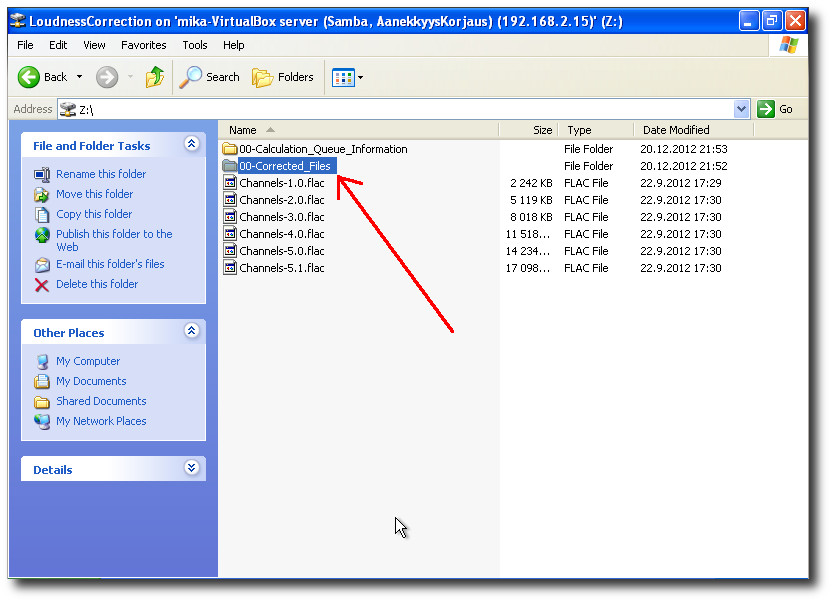 LoudnessCorrection on 'mika-VirtualBox server (Samba, AanekkyysKorjaus) (192.168.2.15)' (Z:)
File Edit View Favorites Tools Help
Back Search Folders
Address Z:\ Go
File and Folder Tasks
Rename this folder
Move this folder
Copy this folder
Publish this folder to the
Web
E-mail this folder's files
Delete this folder
Other Places
My Computer
My Documents
Shared Documents
My Network Places
Details
Name Size Type Date Modified
00-Calculation_Queue_Information File Folder 20.12.2012 21:53
00-Corrected_Files File Folder 20.12.2012 21:52
Channels-1.0.flac 2 242 KB FLAC File 22.9.2012 17:29
Channels-2.0.flac 5 119 KB FLAC File 22.9.2012 17:30
Channels-3.0.flac 8 018 KB FLAC File 22.9.2012 17:30
Channels-4.0.flac 11 518... FLAC File 22.9.2012 17:30
Channels-5.0.flac 14 234... FLAC File 22.9.2012 17:30
Channels-5.1.flac 17 098... FLAC File 22.9.2012 17:30